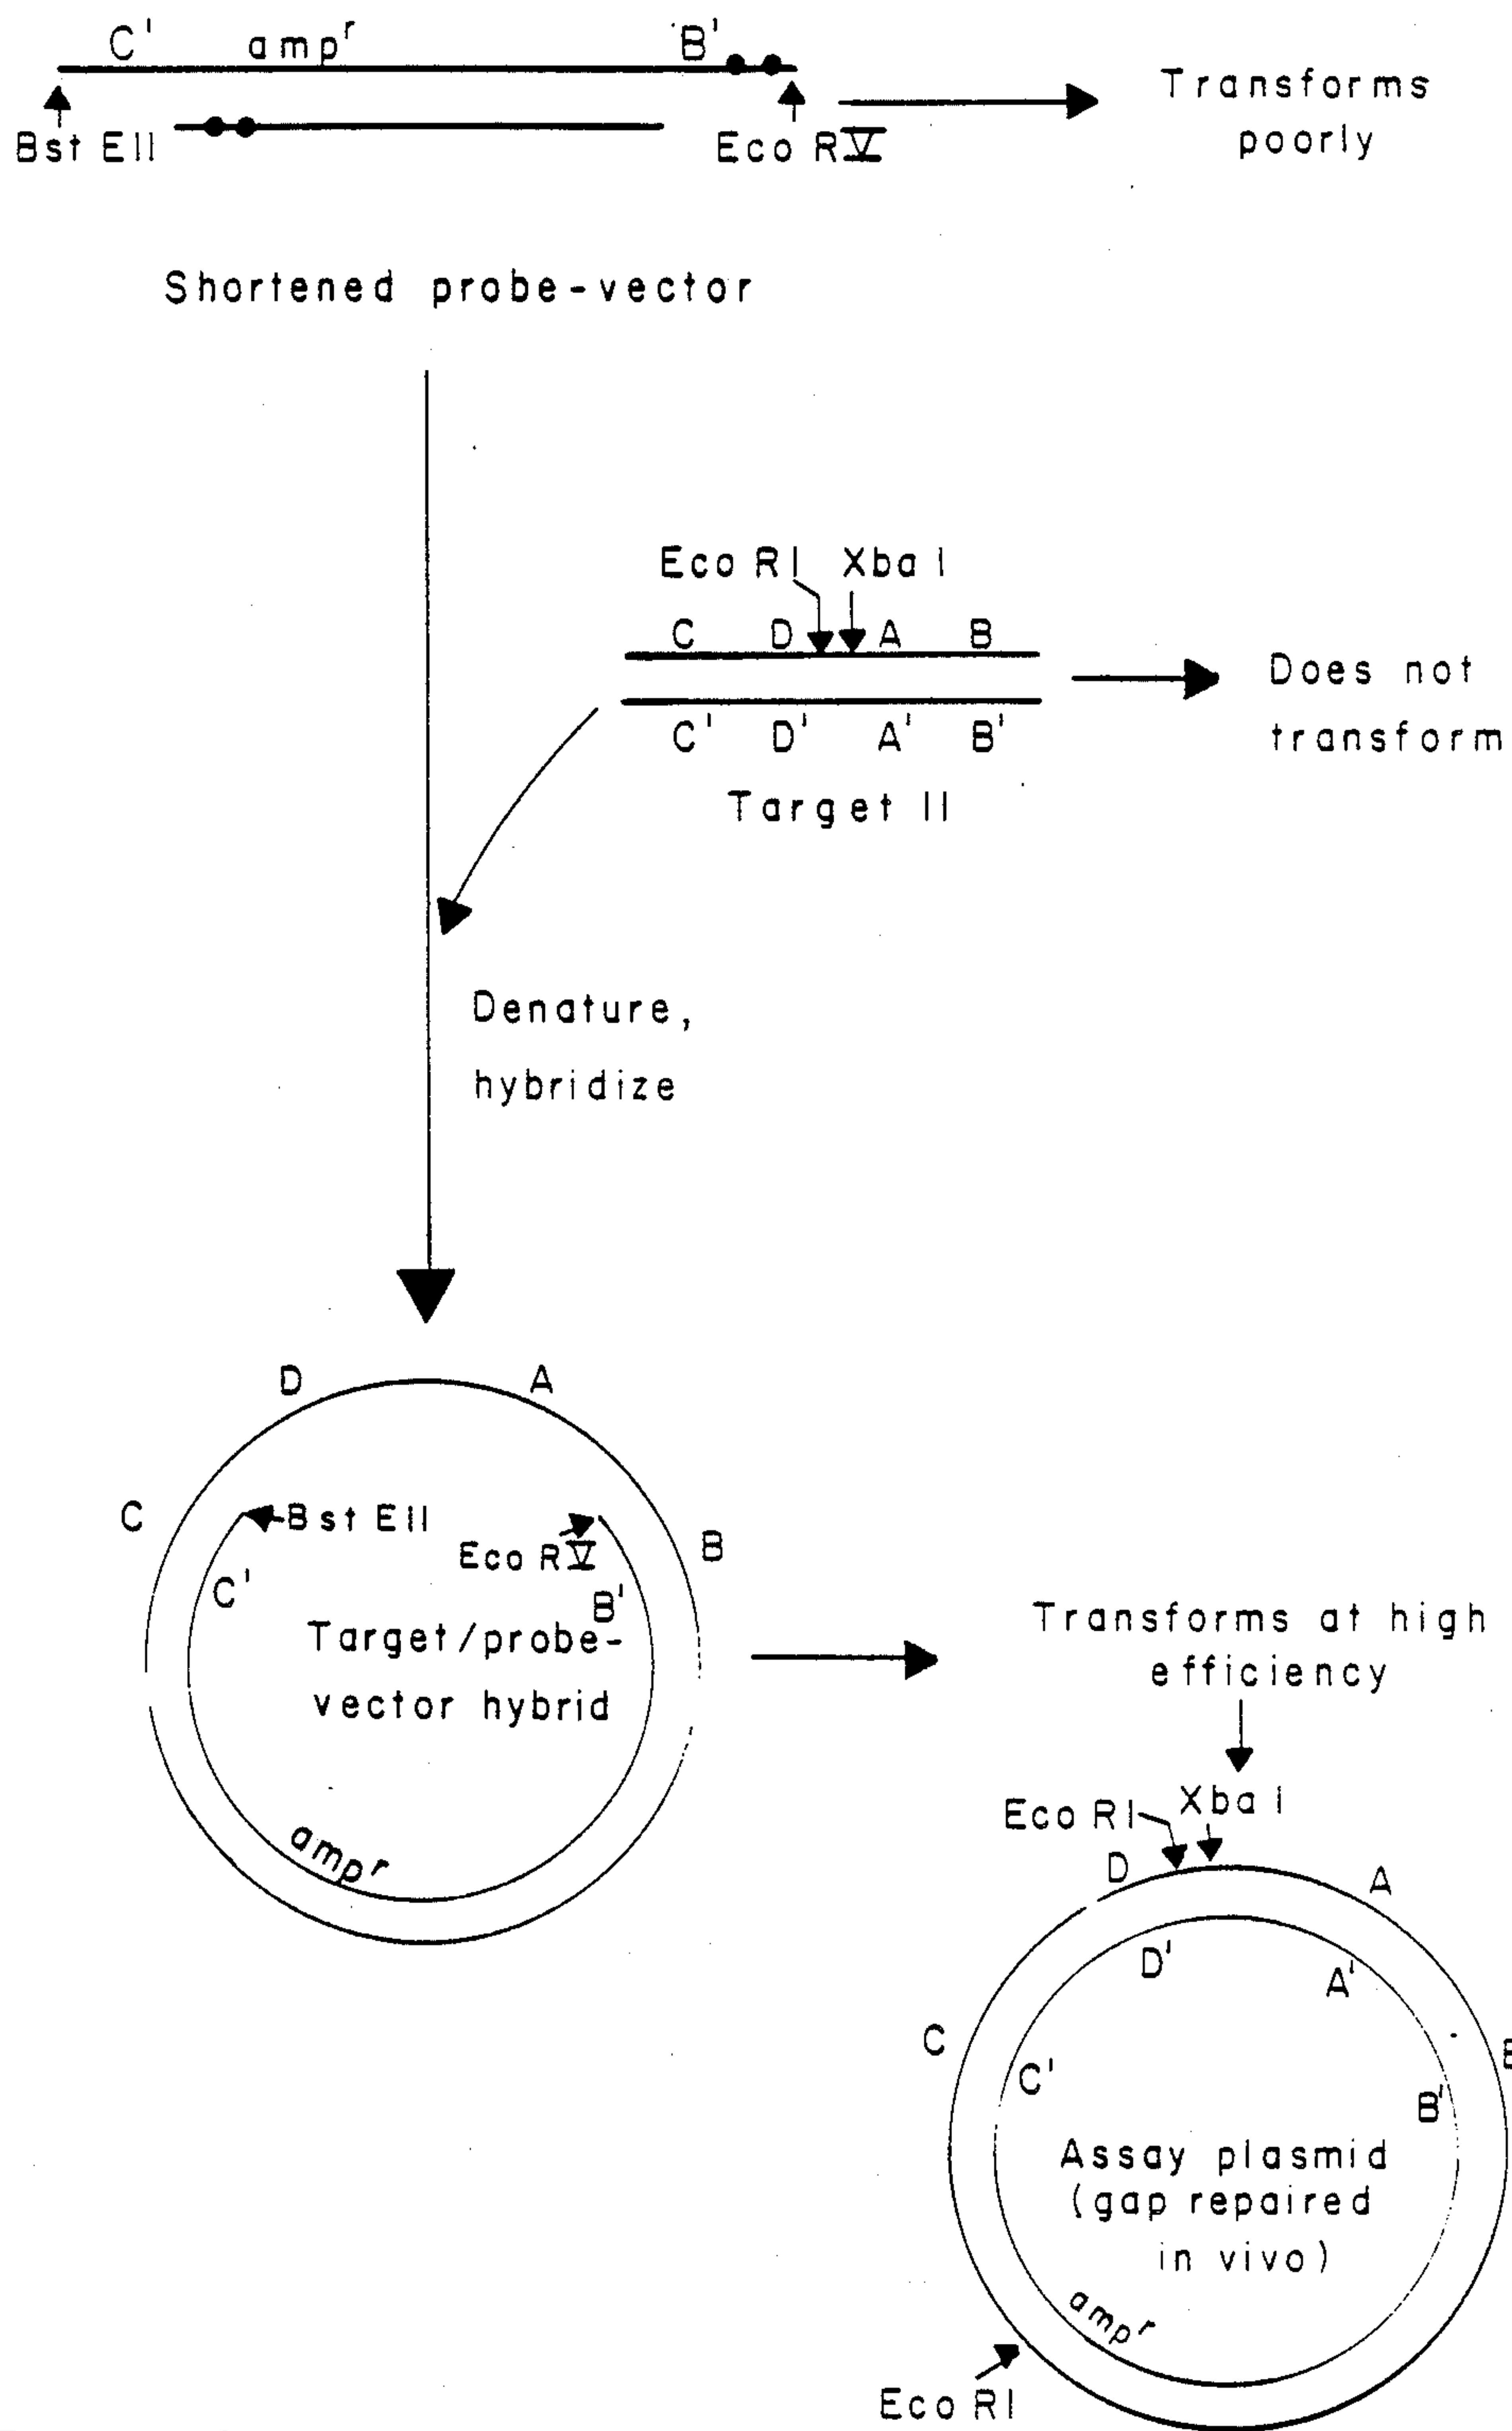 C' amp^r B'
Bst EII
Eco RV
Transforms
poorly
Shortened probe-vector
Eco RI Xba I
C D A B
C' D' A' B'
Target II
Does not
transform
Denature,
hybridize
D A
C B
Bst EII
Eco RV
C' B'
Target/probe-
vector hybrid
amp^r
Transforms at high
efficiency
Eco RI Xba I
D A
D' A'
C B
C' B'
Assay plasmid
(gap repaired
in vivo)
amp^r
Eco RI